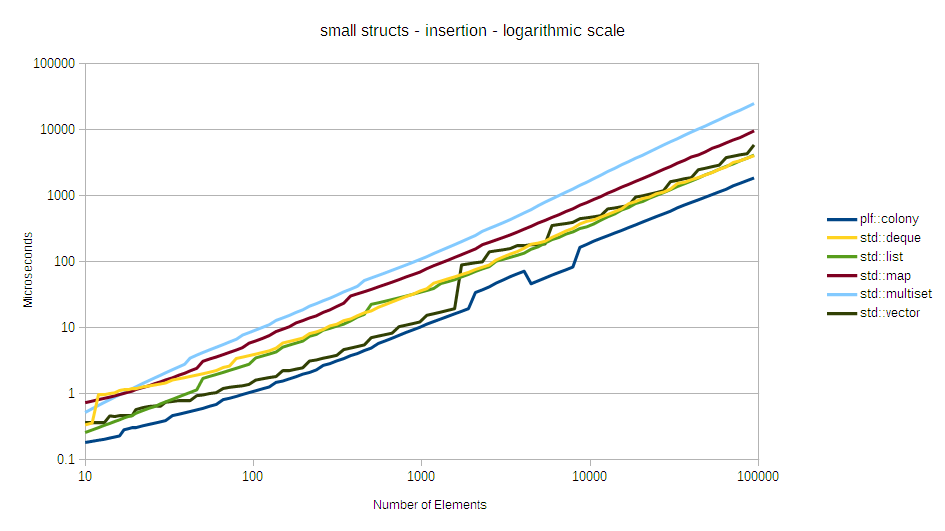 small structs - insertion - logarithmic scale
100000
10000
1000
100
10
1
0.1
Microseconds
10
100
1000
10000
100000
Number of Elements
plf::colony
std::deque
std::list
std::map
std::multiset
std::vector